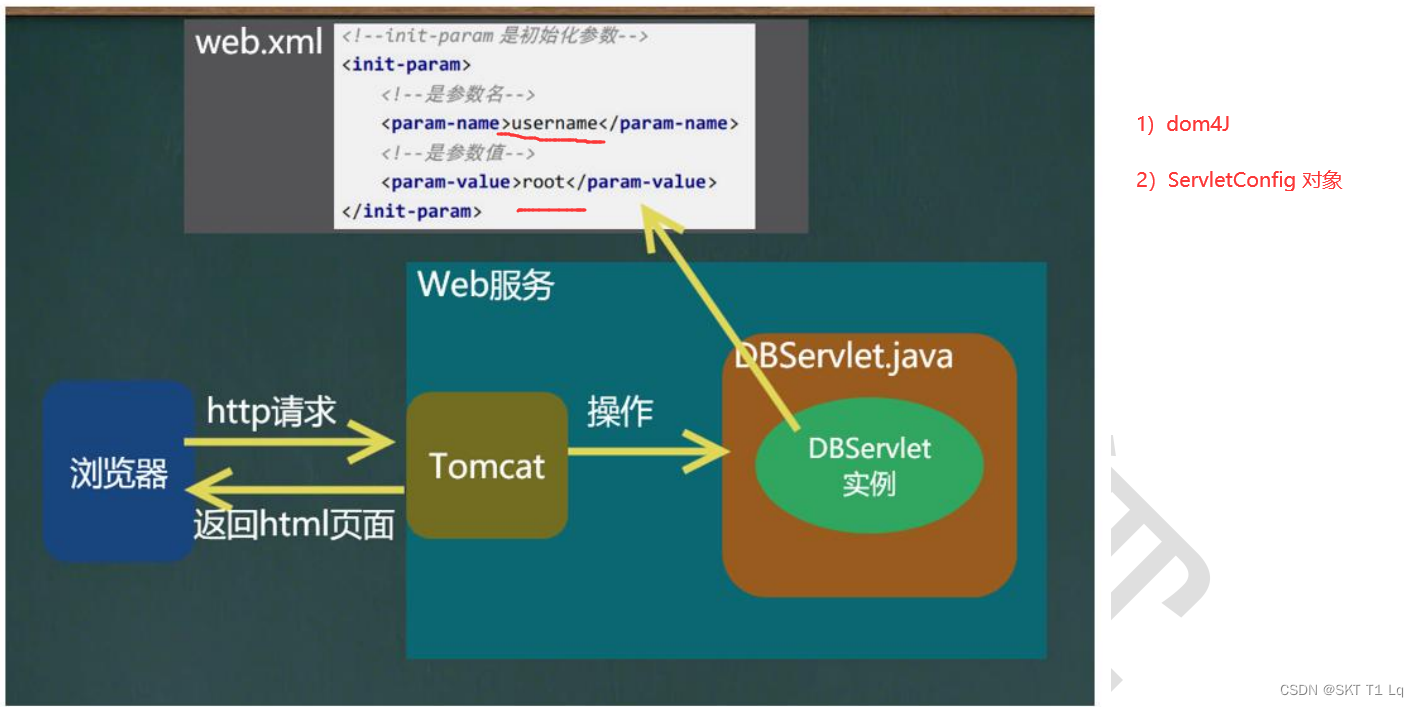 web.xml
<!--init-param 是初始化参数-->
<init-param>
<!--是参数名-->
<param-name>username</param-name>
<!--是参数值-->
<param-value>root</param-value>
</init-param>
1）dom4J
2）ServletConfig 对象
Web服务
DBServlet.java
http请求
操作
浏览器
Tomcat
DBServlet
实例
返回html页面
CSDN @SKT T1 Lq